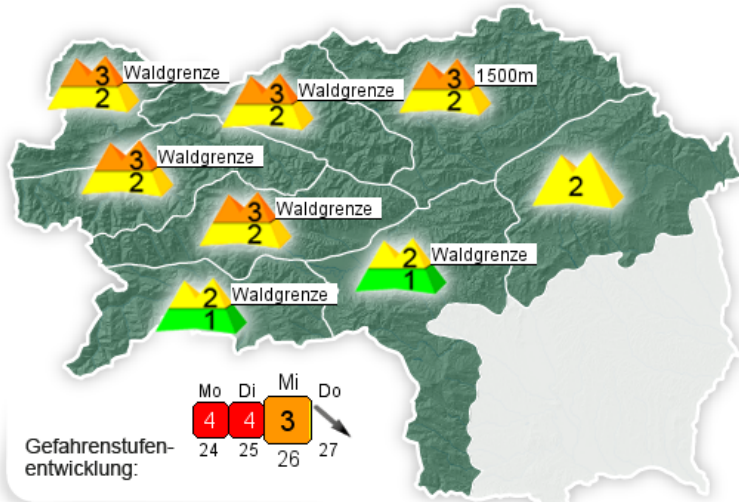 3 Waldgrenze
2
3 Waldgrenze
2
3 1500m
2
3 Waldgrenze
2
2
3 Waldgrenze
2
2 Waldgrenze
1
2 Waldgrenze
1
Mo Di Mi Do
4 4 3
24 25 26 27
Gefahrenstufen-
entwicklung: